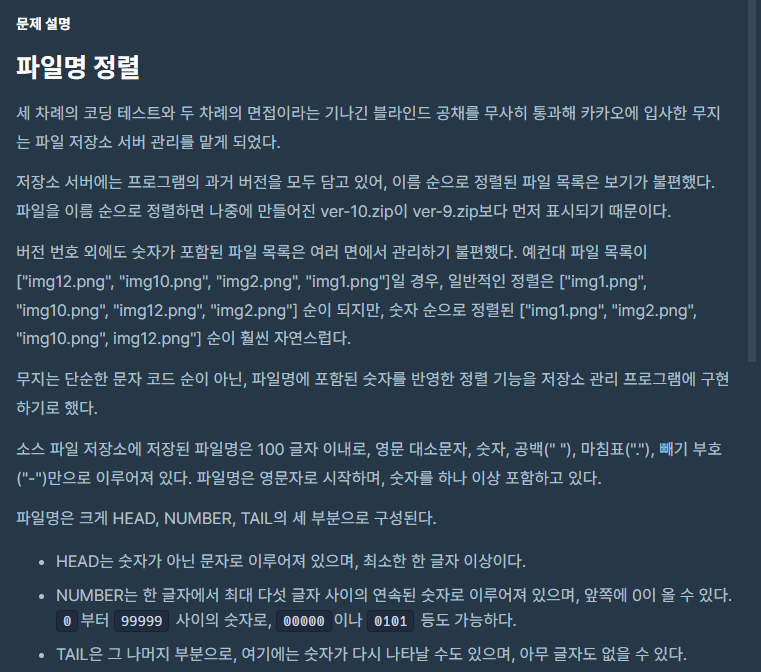 문제 설명
파일명 정렬
세 차례의 코딩 테스트와 두 차례의 면접이라는 기나긴 블라인드 공채를 무사히 통과해 카카오에 입사한 무지
는 파일 저장소 서버 관리를 맡게 되었다.
저장소 서버에는 프로그램의 과거 버전을 모두 담고 있어, 이름 순으로 정렬된 파일 목록은 보기가 불편했다.
파일을 이름 순으로 정렬하면 나중에 만들어진 ver-10.zip이 ver-9.zip보다 먼저 표시되기 때문이다.
버전 번호 외에도 숫자가 포함된 파일 목록은 여러 면에서 관리하기 불편했다. 예컨대 파일 목록이
["img12.png", "img10.png", "img2.png", "img1.png"]일 경우, 일반적인 정렬은 ["img1.png",
"img10.png", "img12.png", "img2.png"] 순이 되지만, 숫자 순으로 정렬된 ["img1.png", "img2.png",
"img10.png", img12.png"] 순이 훨씬 자연스럽다.
무지는 단순한 문자 코드 순이 아닌, 파일명에 포함된 숫자를 반영한 정렬 기능을 저장소 관리 프로그램에 구현
하기로 했다.
소스 파일 저장소에 저장된 파일명은 100 글자 이내로, 영문 대소문자, 숫자, 공백(" "), 마침표("."), 빼기 부호
("-")만으로 이루어져 있다. 파일명은 영문자로 시작하며, 숫자를 하나 이상 포함하고 있다.
파일명은 크게 HEAD, NUMBER, TAIL의 세 부분으로 구성된다.
• HEAD는 숫자가 아닌 문자로 이루어져 있으며, 최소한 한 글자 이상이다.
• NUMBER는 한 글자에서 최대 다섯 글자 사이의 연속된 숫자로 이루어져 있으며, 앞쪽에 0이 올 수 있다.
0 부터 99999 사이의 숫자로, 00000 이나 0101 등도 가능하다.
• TAIL은 그 나머지 부분으로, 여기에는 숫자가 다시 나타날 수도 있으며, 아무 글자도 없을 수 있다.